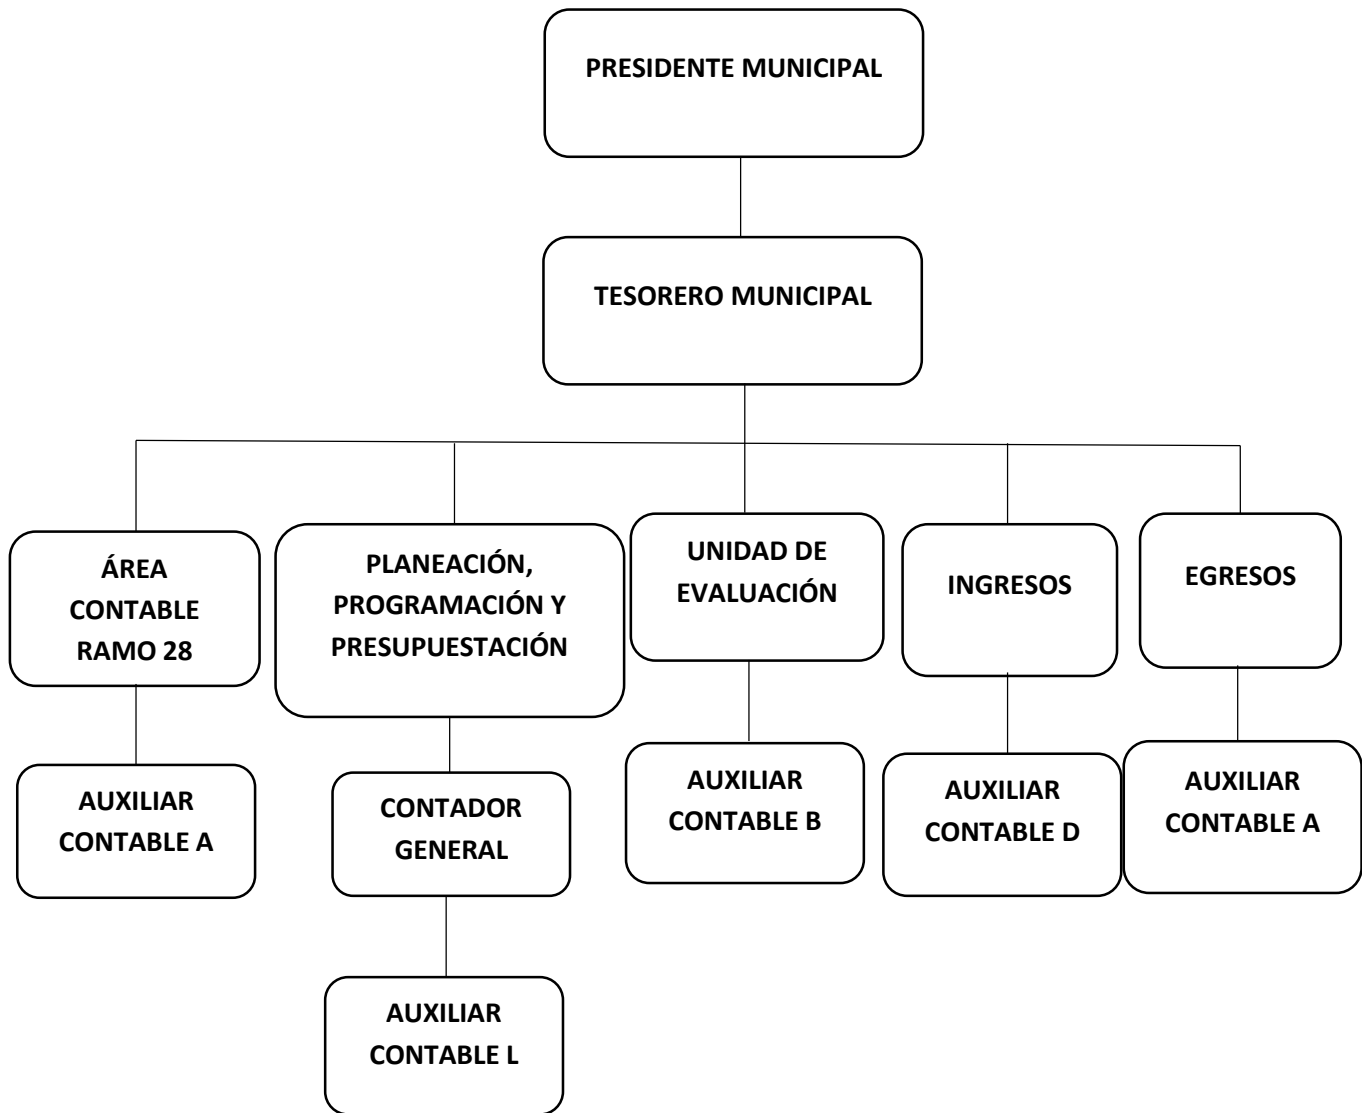 PRESIDENTE MUNICIPAL
TESORERO MUNICIPAL
ÁREA
CONTABLE
RAMO 28
PLANEACIÓN,
PROGRAMACIÓN Y
PRESUPUESTACIÓN
UNIDAD DE
EVALUACIÓN
INGRESOS
EGRESOS
AUXILIAR
CONTABLE A
CONTADOR
GENERAL
AUXILIAR
CONTABLE B
AUXILIAR
CONTABLE D
AUXILIAR
CONTABLE A
AUXILIAR
CONTABLE L